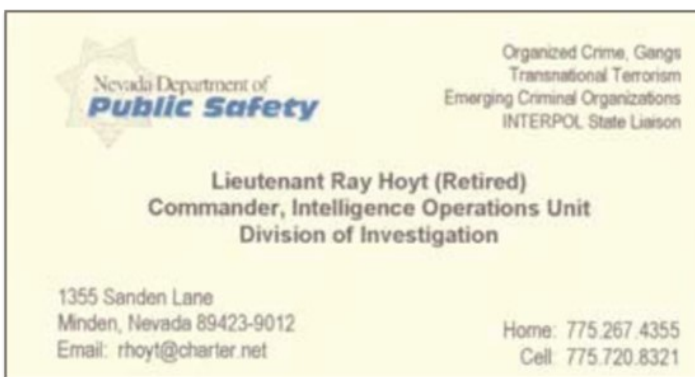 Nevada Department of
Public Safety
Organized Crime, Gangs
Transnational Terrorism
Emerging Criminal Organizations
INTERPOL State Liaison
Lieutenant Ray Hoyt (Retired)
Commander, Intelligence Operations Unit
Division of Investigation
1355 Sanden Lane
Minden, Nevada 89423-9012
Email: rhoyt@charter.net
Home: 775.267.4355
Cell: 775.720.8321